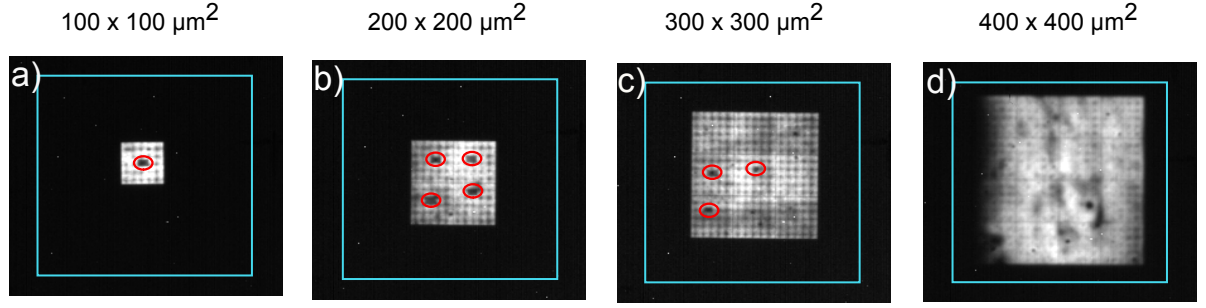 100 x 100 µm²
200 x 200 µm²
300 x 300 µm²
400 x 400 µm²
a)
b)
c)
d)